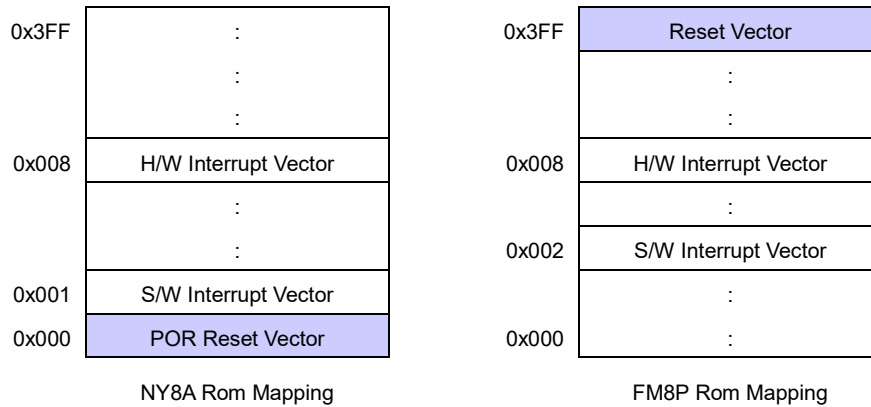 0x3FF : 0x3FF Reset Vector
: :
: :
0x008 H/W Interrupt Vector 0x008 H/W Interrupt Vector
: :
: 0x002 S/W Interrupt Vector
0x001 S/W Interrupt Vector :
0x000 POR Reset Vector 0x000 :
NY8A Rom Mapping FM8P Rom Mapping